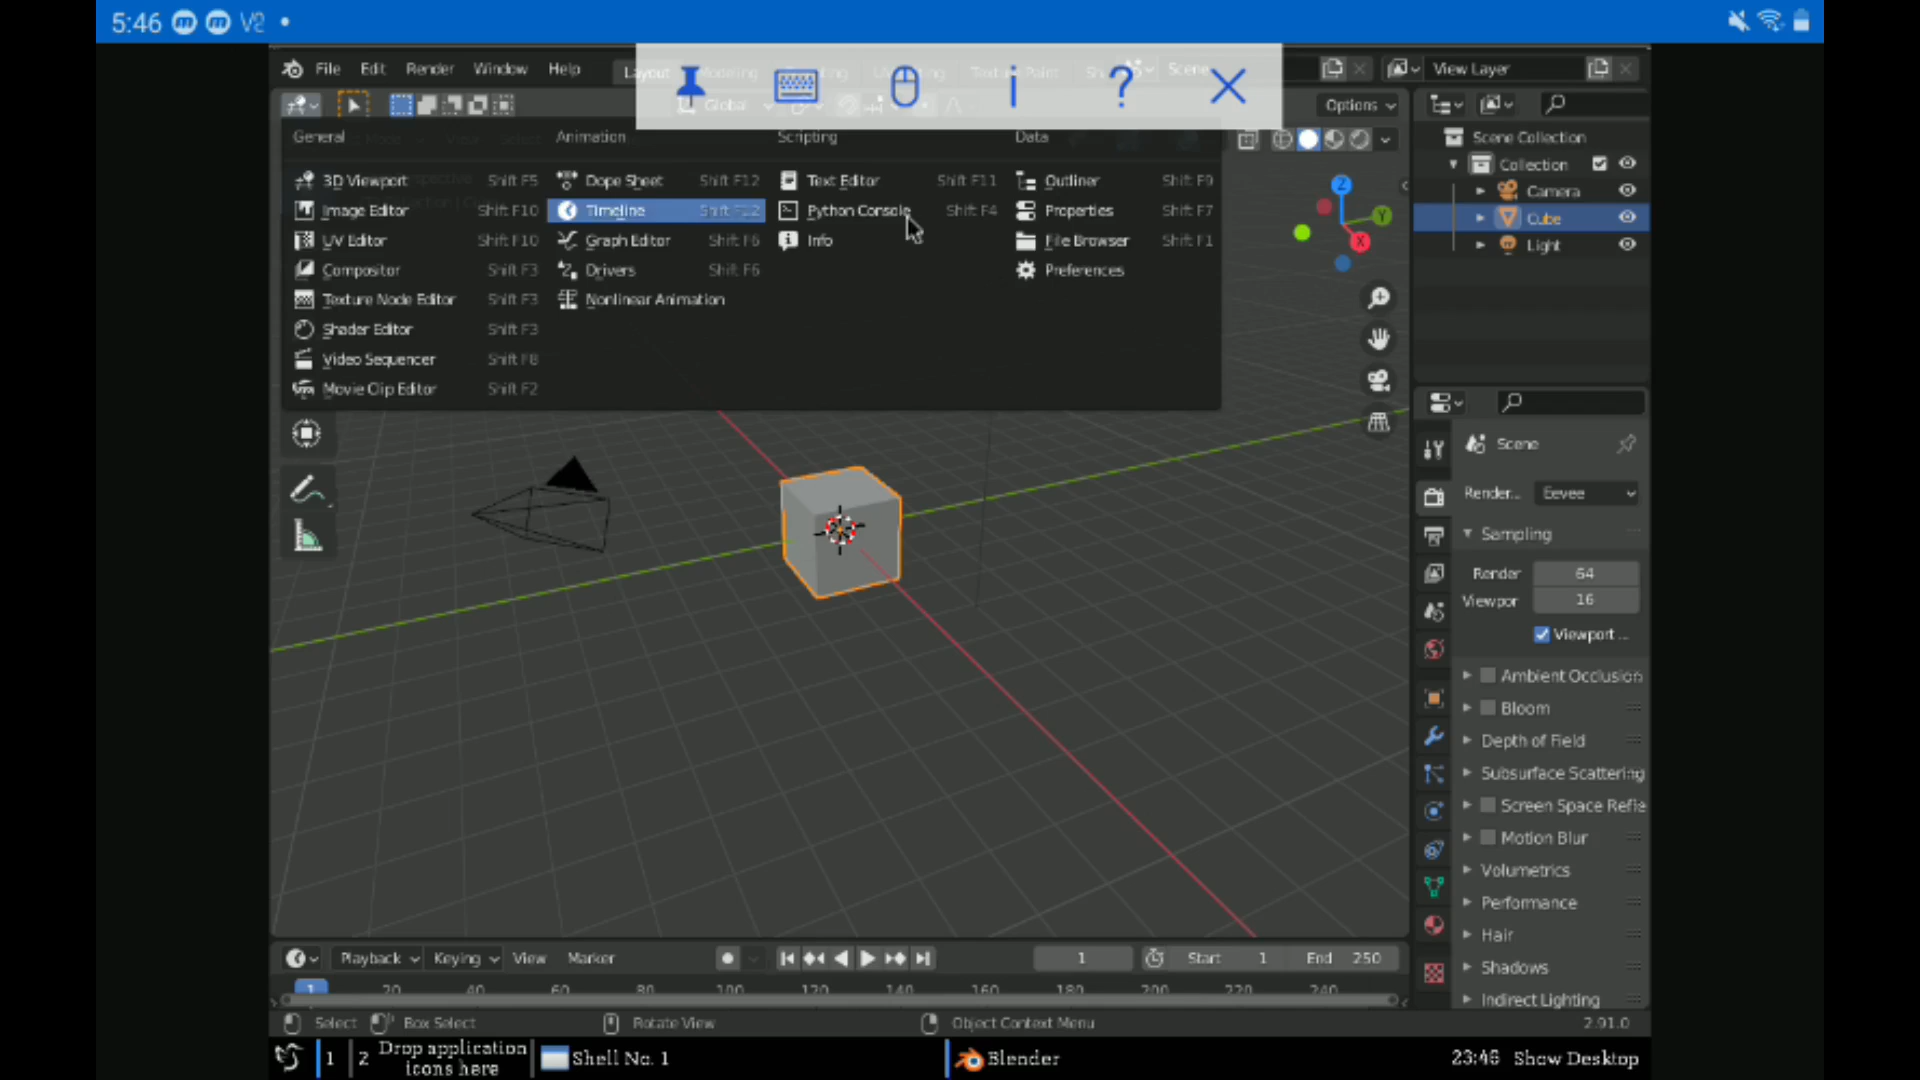 5:46 V2
File Edit Render Window Help Layout Scene View Layer
Global Options
General Animation Scripting Data
3D Viewport Shift F5 Dope Sheet Shift F12 Text Editor Shift F11 Outliner Shift F9
Image Editor Shift F10 Timeline Shift F12 Python Console Shift F4 Properties Shift F7
UV Editor Shift F10 Graph Editor Shift F6 Info File Browser Shift F1
Compositor Shift F3 Drivers Shift F6 Preferences
Texture Node Editor Shift F3 Nonlinear Animation
Shader Editor Shift F3
Video Sequencer Shift F8
Movie Clip Editor Shift F2
Z
Y
X
Scene Collection
Collection
Camera
Cube
Light
Scene
Render... Eevee
Sampling
Render 64
Viewpor 16
Viewport ...
Ambient Occlusion
Bloom
Depth of Field
Subsurface Scattering
Screen Space Refle
Motion Blur
Volumetrics
Performance
Hair
Shadows
Indirect Lighting
Playback Keying View Marker 1 Start 1 End 250
1 20 40 60 80 100 120 140 160 180 200 220 240
Select Box Select Rotate View Object Context Menu 2.91.0
1 2 Drop application icons here Shell No. 1 Blender 23:46 Show Desktop